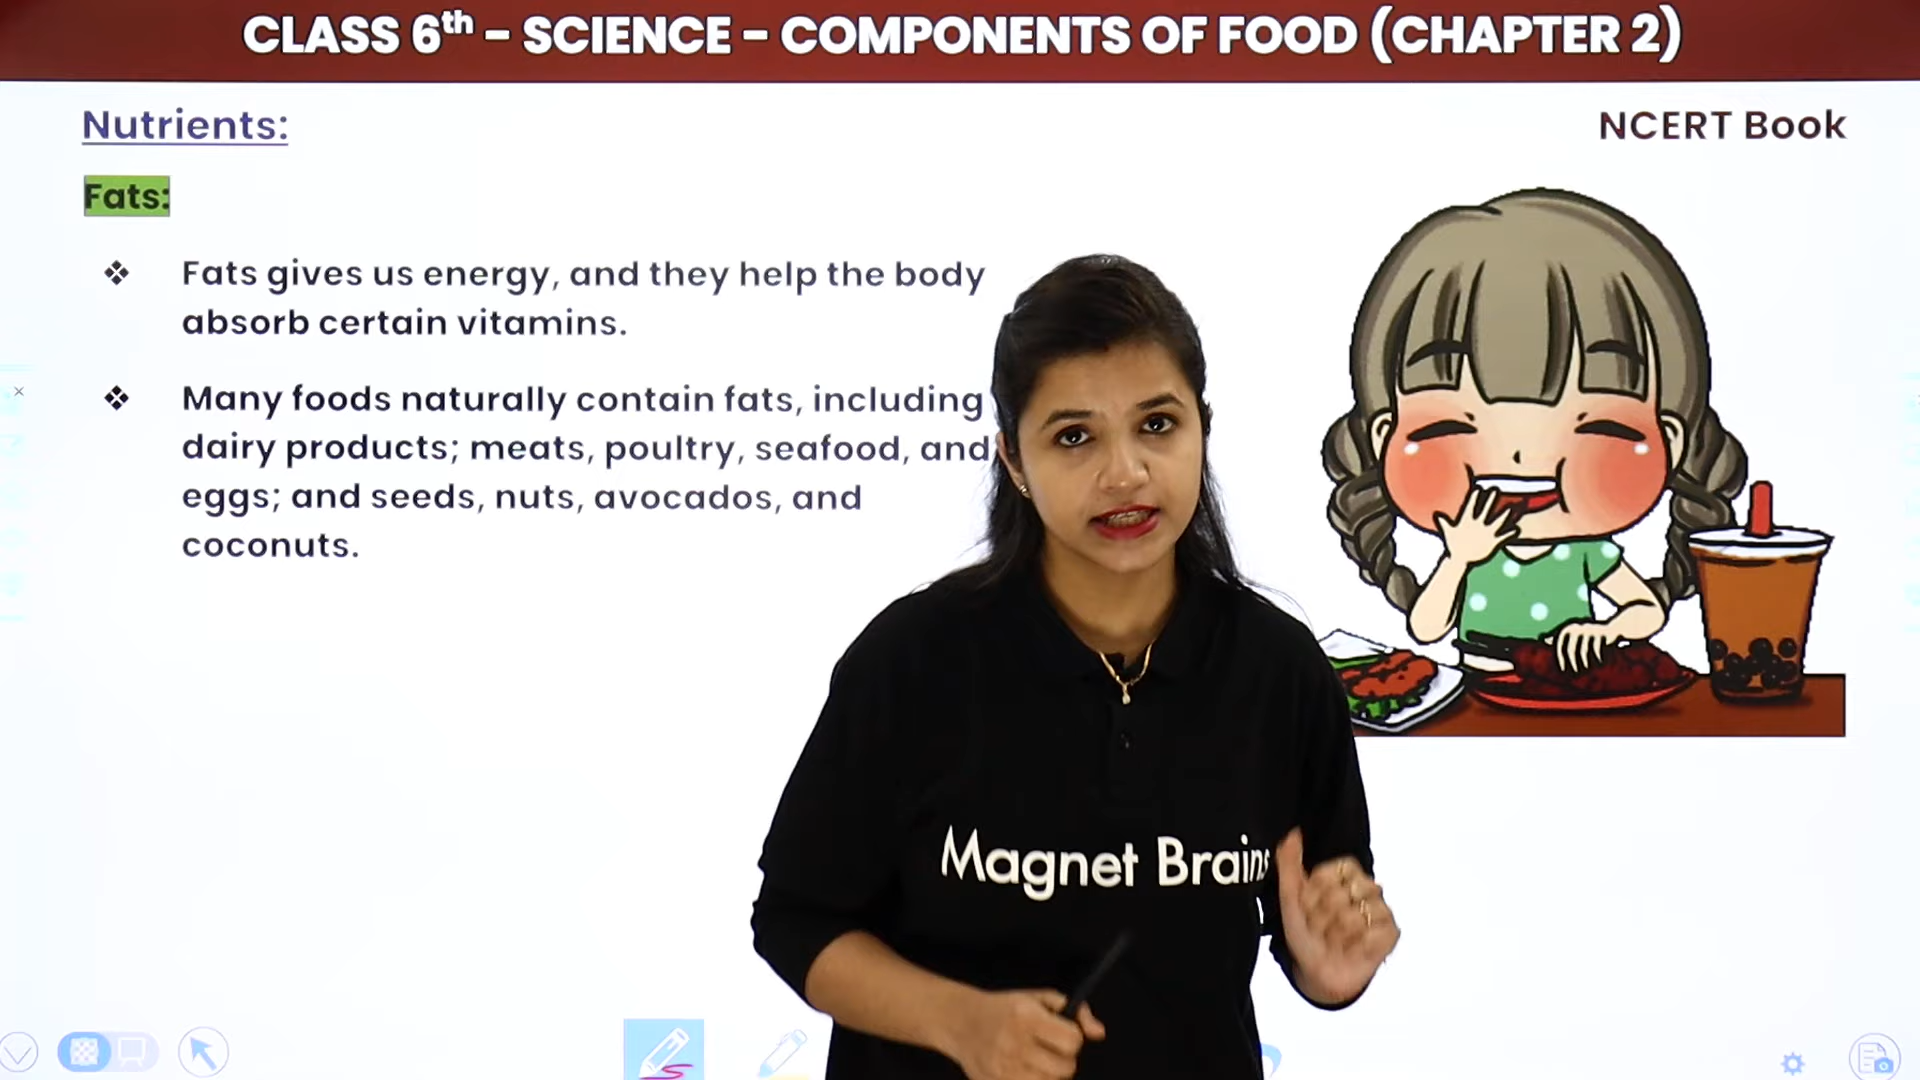 CLASS 6th – SCIENCE – COMPONENTS OF FOOD (CHAPTER 2)
Nutrients:
NCERT Book
Fats:
Fats gives us energy, and they help the body
absorb certain vitamins.
Many foods naturally contain fats, including
dairy products; meats, poultry, seafood, and
eggs; and seeds, nuts, avocados, and
coconuts.
Magnet Brains